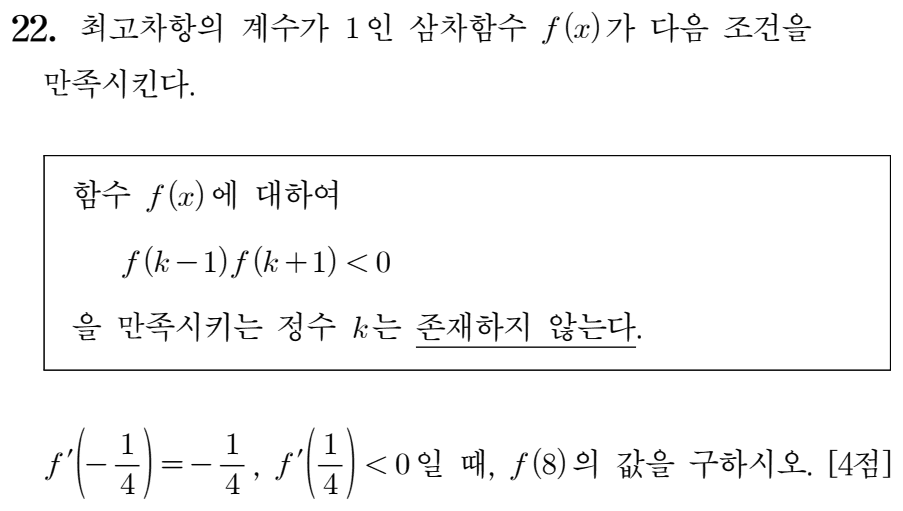 22. 최고차항의 계수가 1인 삼차함수 f(x)가 다음 조건을
만족시킨다.
함수 f(x)에 대하여
f(k-1)f(k+1)<0
을 만족시키는 정수 k는 존재하지 않는다.
f′(-1/4)=-1/4, f′(1/4)<0일 때, f(8)의 값을 구하시오. [4점]